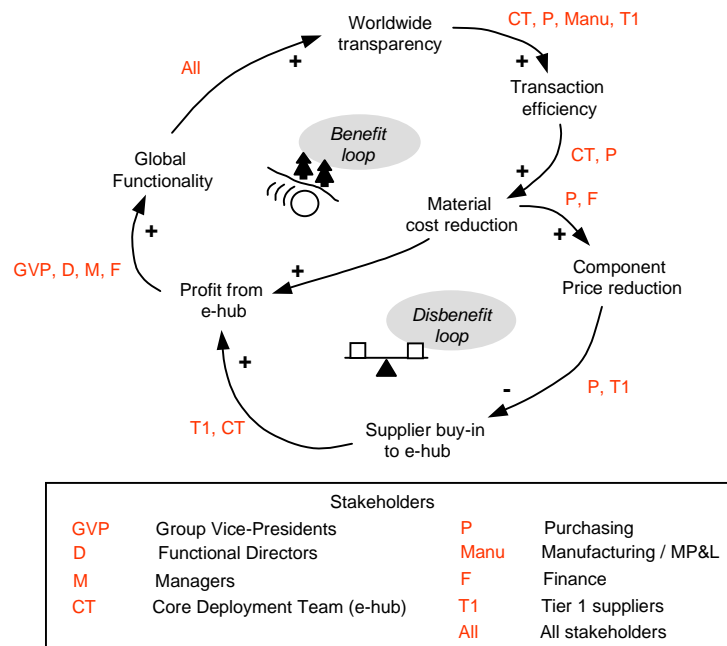 Worldwide
transparency
CT, P, Manu, T1
+
+
All
Transaction
efficiency
Benefit
loop
Global
Functionality
CT, P
+
Material
cost reduction
P, F
+
+
GVP, D, M, F
+
Component
Price reduction
Profit from
e-hub
Disbenefit
loop
+
-
P, T1
T1, CT
Supplier buy-in
to e-hub
Stakeholders
GVP Group Vice-Presidents
D Functional Directors
M Managers
CT Core Deployment Team (e-hub)
P Purchasing
Manu Manufacturing / MP&L
F Finance
T1 Tier 1 suppliers
All All stakeholders